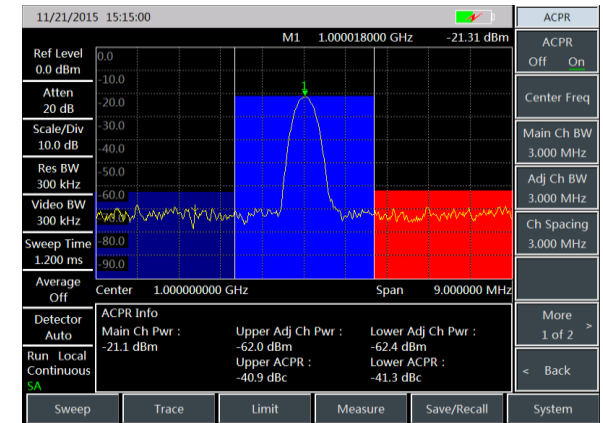 11/21/2015 15:15:00
ACPR
M1 1.000018000 GHz -21.31 dBm
Ref Level
0.0 dBm
Atten
20 dB
Scale/Div
10.0 dB
Res BW
300 kHz
Video BW
300 kHz
Sweep Time
1.200 ms
Average
Off
Detector
Auto
Run Local
Continuous
SA
0.0
-10.0
-20.0
-30.0
-40.0
-50.0
-60.0
-70.0
-80.0
-90.0
1
Center 1.000000000 GHz Span 9.000000 MHz
ACPR Info
Main Ch Pwr : Upper Adj Ch Pwr : Lower Adj Ch Pwr :
-21.1 dBm -62.0 dBm -62.4 dBm
Upper ACPR : Lower ACPR :
-40.9 dBc -41.3 dBc
ACPR
Off On
Center Freq
Main Ch BW
3.000 MHz
Adj Ch BW
3.000 MHz
Ch Spacing
3.000 MHz
More
1 of 2 >
< Back
Sweep Trace Limit Measure Save/Recall System